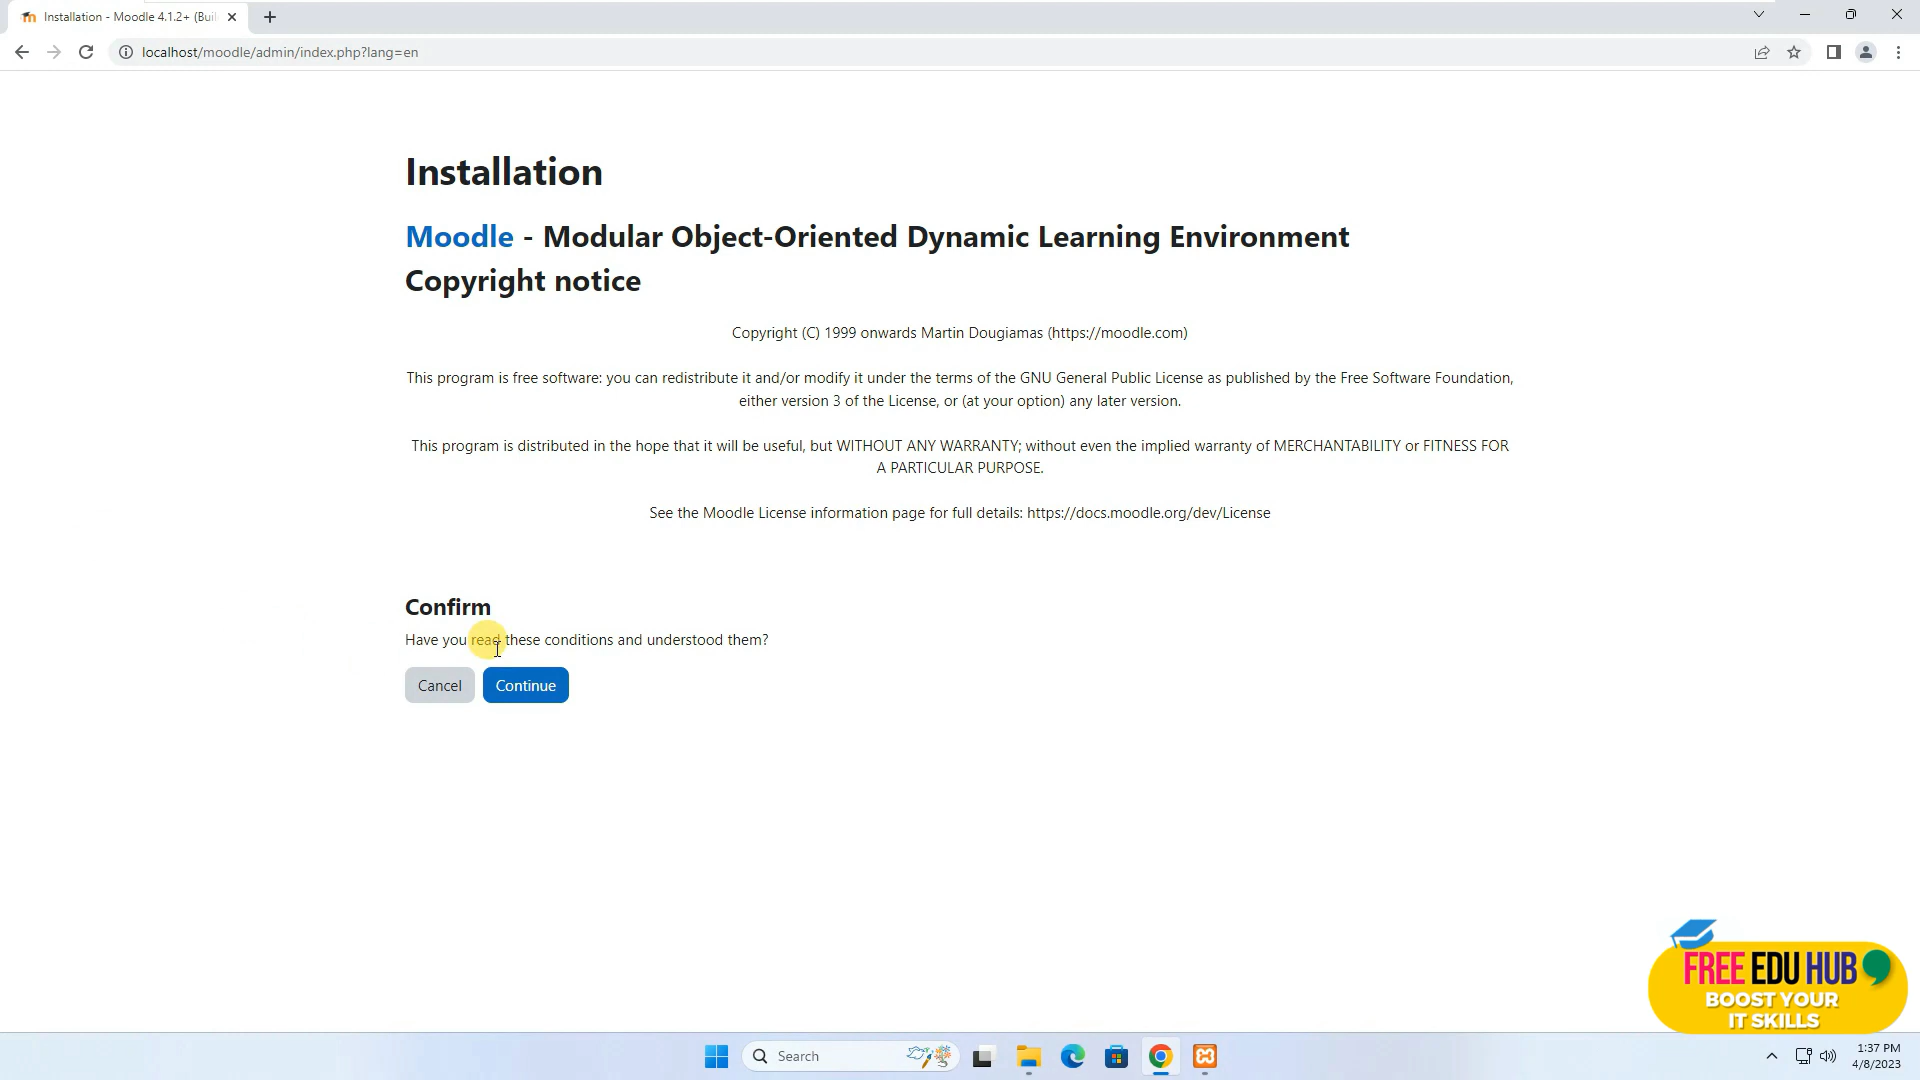 Installation - Moodle 4.1.2+ (Buil
localhost/moodle/admin/index.php?lang=en
Installation
Moodle - Modular Object-Oriented Dynamic Learning Environment
Copyright notice
Copyright (C) 1999 onwards Martin Dougiamas (https://moodle.com)
This program is free software: you can redistribute it and/or modify it under the terms of the GNU General Public License as published by the Free Software Foundation,
either version 3 of the License, or (at your option) any later version.
This program is distributed in the hope that it will be useful, but WITHOUT ANY WARRANTY; without even the implied warranty of MERCHANTABILITY or FITNESS FOR
A PARTICULAR PURPOSE.
See the Moodle License information page for full details: https://docs.moodle.org/dev/License
Confirm
Have you read these conditions and understood them?
Cancel Continue
FREE EDU HUB
BOOST YOUR
IT SKILLS
Search
1:37 PM
4/8/2023